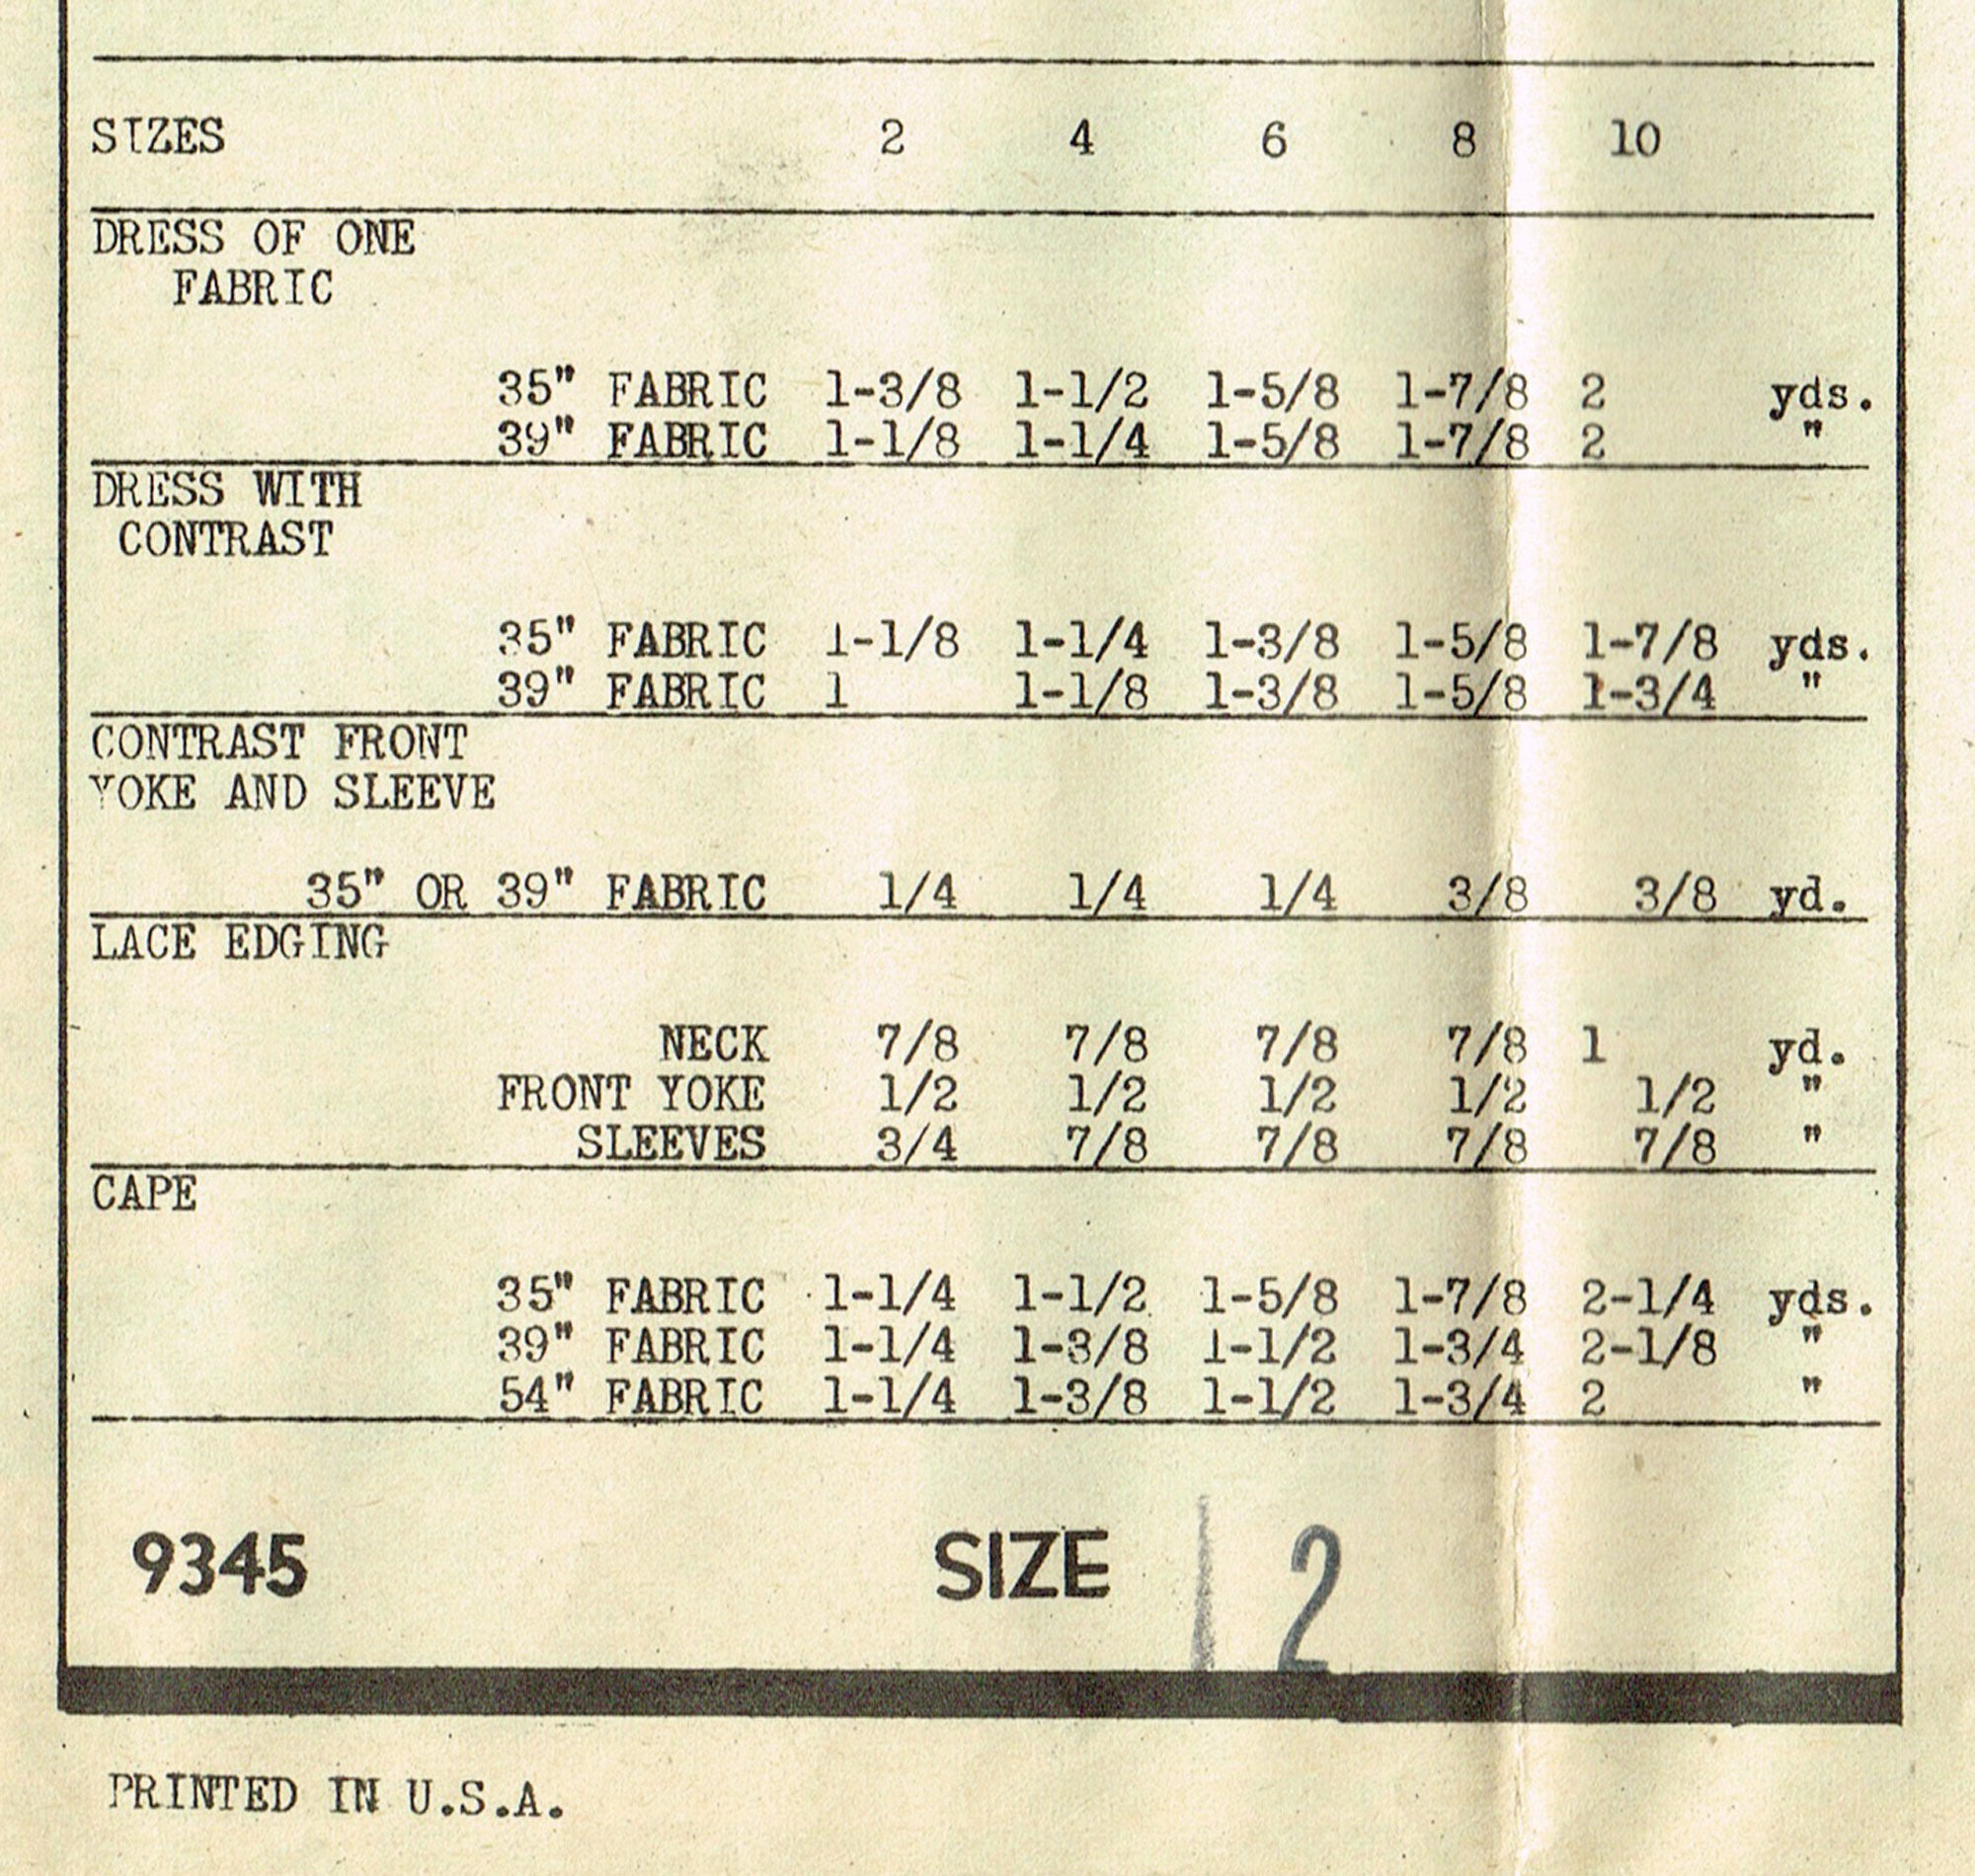 SIZES 2 4 6 8 10
DRESS OF ONE
FABRIC
35" FABRIC 1-3/8 1-1/2 1-5/8 1-7/8 2 yds.
39" FABRIC 1-1/8 1-1/4 1-5/8 1-7/8 2 "
DRESS WITH
CONTRAST
35" FABRIC 1-1/8 1-1/4 1-3/8 1-5/8 1-7/8 yds.
39" FABRIC 1 1-1/8 1-3/8 1-5/8 1-3/4 "
CONTRAST FRONT
YOKE AND SLEEVE
35" OR 39" FABRIC 1/4 1/4 1/4 3/8 3/8 yd.
LACE EDGING
NECK 7/8 7/8 7/8 7/8 1 yd.
FRONT YOKE 1/2 1/2 1/2 1/2 1/2 "
SLEEVES 3/4 7/8 7/8 7/8 7/8 "
CAPE
35" FABRIC 1-1/4 1-1/2 1-5/8 1-7/8 2-1/4 yds.
39" FABRIC 1-1/4 1-3/8 1-1/2 1-3/4 2-1/8 "
54" FABRIC 1-1/4 1-3/8 1-1/2 1-3/4 2 "
9345 SIZE 2
PRINTED IN U.S.A.